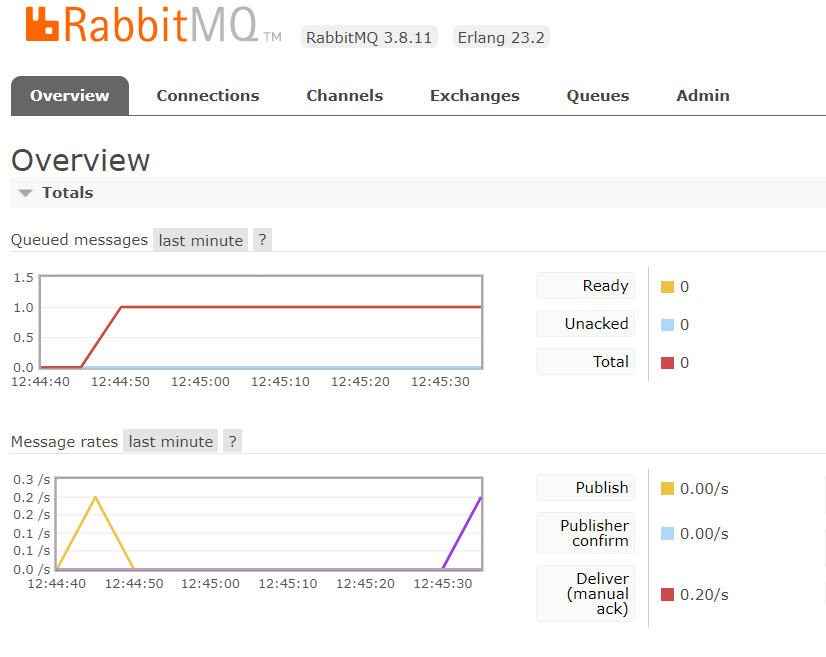 RabbitMQ TM RabbitMQ 3.8.11 Erlang 23.2
Overview Connections Channels Exchanges Queues Admin
Overview
Totals
Queued messages last minute ?
1.5
1.0
0.5
0.0
12:44:40 12:44:50 12:45:00 12:45:10 12:45:20 12:45:30
Ready 0
Unacked 0
Total 0
Message rates last minute ?
0.3 /s
0.2 /s
0.2 /s
0.1 /s
0.1 /s
0.0 /s
12:44:40 12:44:50 12:45:00 12:45:10 12:45:20 12:45:30
Publish 0.00/s
Publisher
confirm 0.00/s
Deliver
(manual
ack) 0.20/s